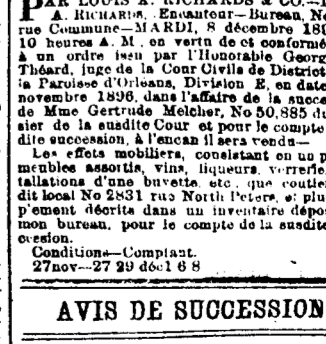 PAR LOUIS A. RICHARDS & CO.—
A. RICHARDS, Encanteur—Bureau, No
rue Commune—MARDI, 8 décembre 189
10 heures A. M., en vertu de et conformé
à un ordre issu par l'Honorable Georg
Théard, juge de la Cour Civile de District
la Paroisse d'Orléans, Division E, en date
novembre 1896, dans l'affaire de la succe
de Mme Gertrude Melcher, No 50,885 du
sier de la susdite Cour et pour le compte
dite succession, à l'encan il sera vendu—
Les effets mobiliers, consistant en un p
meubles assortis, vins, liqueurs, verrerie,
tallations d'une buvette, etc., que contie
dit local No 2831 rue North Peters, et plu
p'ement décrits dans un inventaire dépo
mon bureau, pour le compte de la susdite
cession.
Conditions—Comptant.
27nov—27 29 déc1 6 8
AVIS DE SUCCESSION